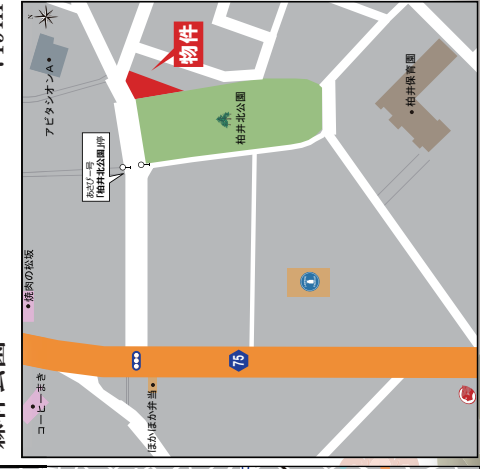 N
アビタシオンA
物件
柏井保育園
柏井北公園
あさぴー号
「柏井北公園」停
焼肉の松坂
75
コーヒーまき
ほかほか弁当